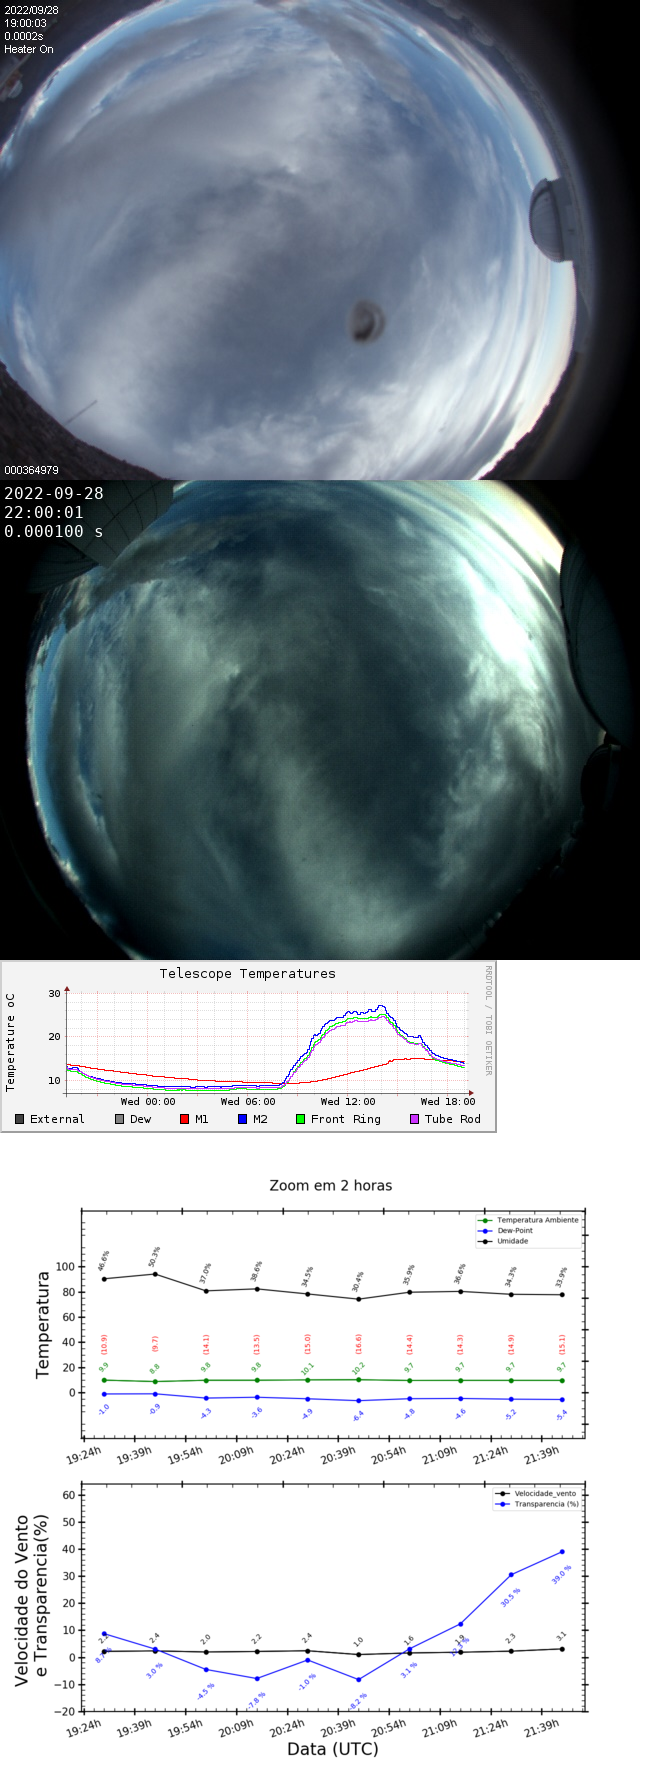 2022/09/28
19:00:03
0.0002s
Heater On
000364979
2022-09-28
22:00:01
0.000100 s
Telescope Temperatures
RRDTOOL / TOBI OETIKER
Temperature oC
30
20
10
Wed 00:00 Wed 06:00 Wed 12:00 Wed 18:00
External Dew M1 M2 Front Ring Tube Rod
Zoom em 2 horas
Temperatura Ambiente
Dew-Point
Umidade
Temperatura
100
80
60
40
20
0
46.6% 50.3% 37.0% 38.6% 34.5% 30.4% 35.9% 36.6% 34.3% 33.9%
(10.9) (9.7) (14.1) (13.5) (15.0) (16.6) (14.4) (14.3) (14.9) (15.1)
9.9 8.8 9.8 9.8 10.1 10.2 9.7 9.7 9.7 9.7
-1.0 -0.9 -4.3 -3.6 -4.9 -6.4 -4.8 -4.6 -5.2 -5.4
19:24h 19:39h 19:54h 20:09h 20:24h 20:39h 20:54h 21:09h 21:24h 21:39h
Velocidade_vento
Transparencia (%)
Velocidade do Vento
e Transparencia(%)
60
50
40
30
20
10
0
−10
−20
2.4 2.0 2.2 2.4 1.0 1.6 2.3 3.1
3.0 % -4.5 % -7.8 % -1.0 % -8.2 % 3.1 % 30.5 % 39.0 %
19:24h 19:39h 19:54h 20:09h 20:24h 20:39h 20:54h 21:09h 21:24h 21:39h
Data (UTC)